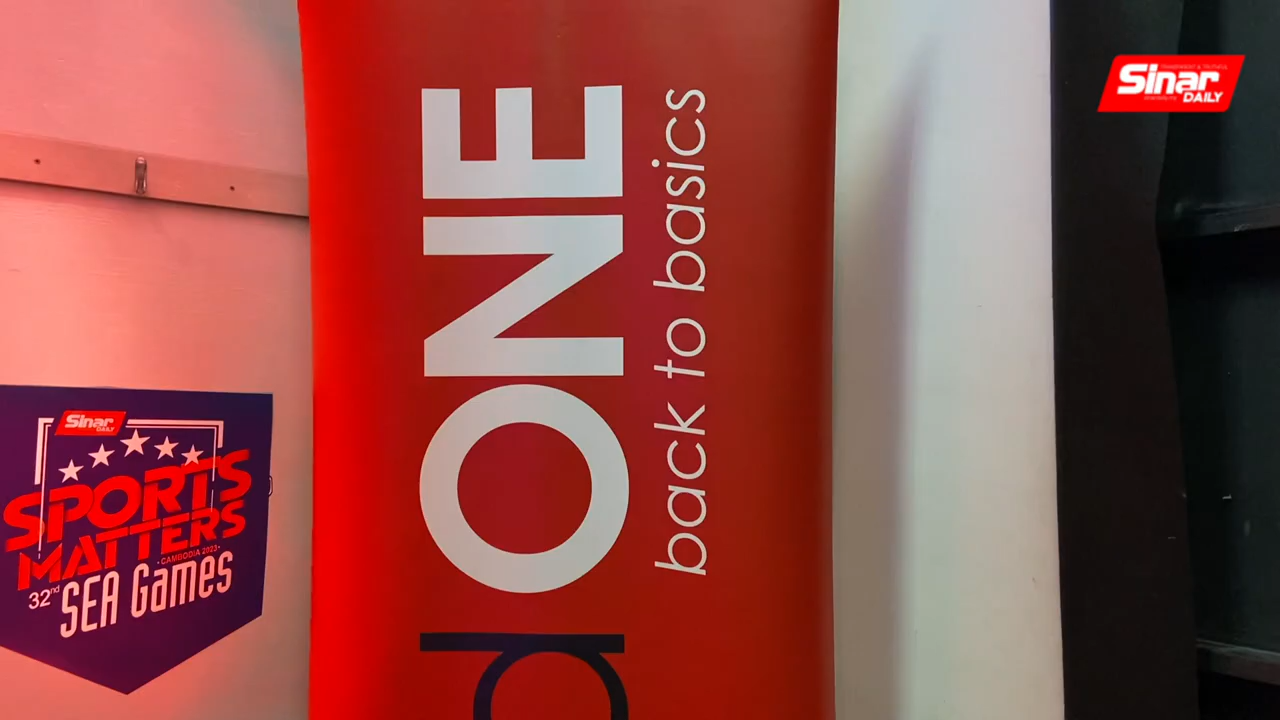 Sinar
DAILY
ONE
back to basics
Sinar
DAILY
SPORTS
MATTERS
• CAMBODIA 2023 •
32nd SEA Games